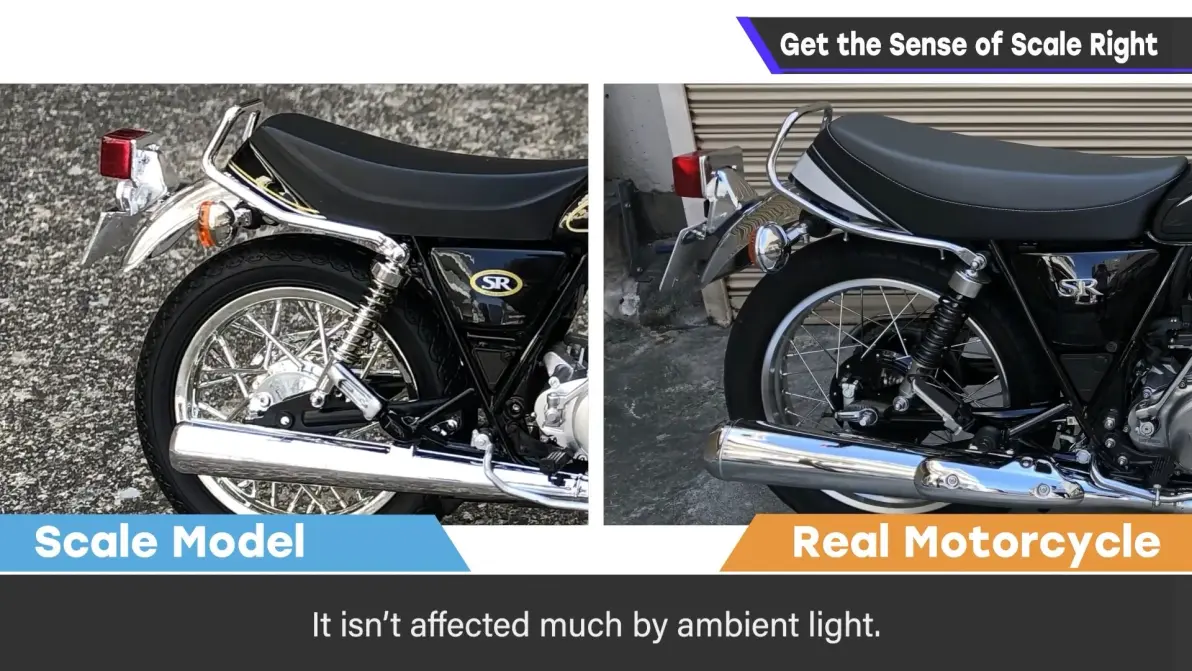 Get the Sense of Scale Right
SR
SR
Scale Model
Real Motorcycle
It isn't affected much by ambient light.